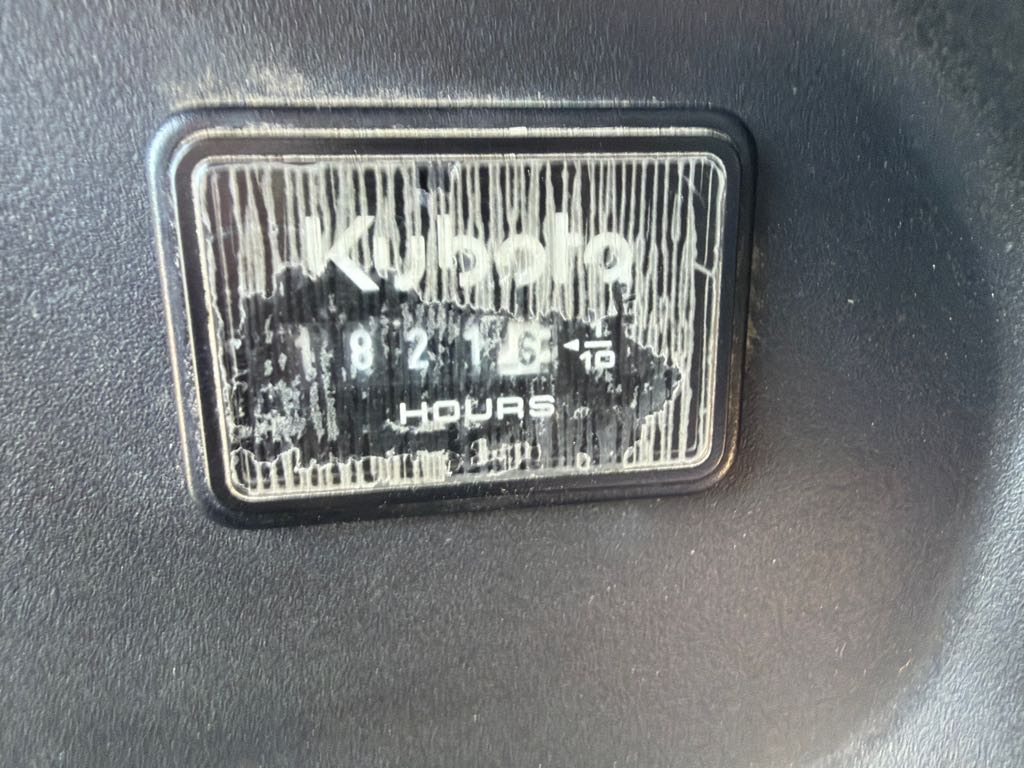 Kubota
18216 ◄ 1/10
HOURS